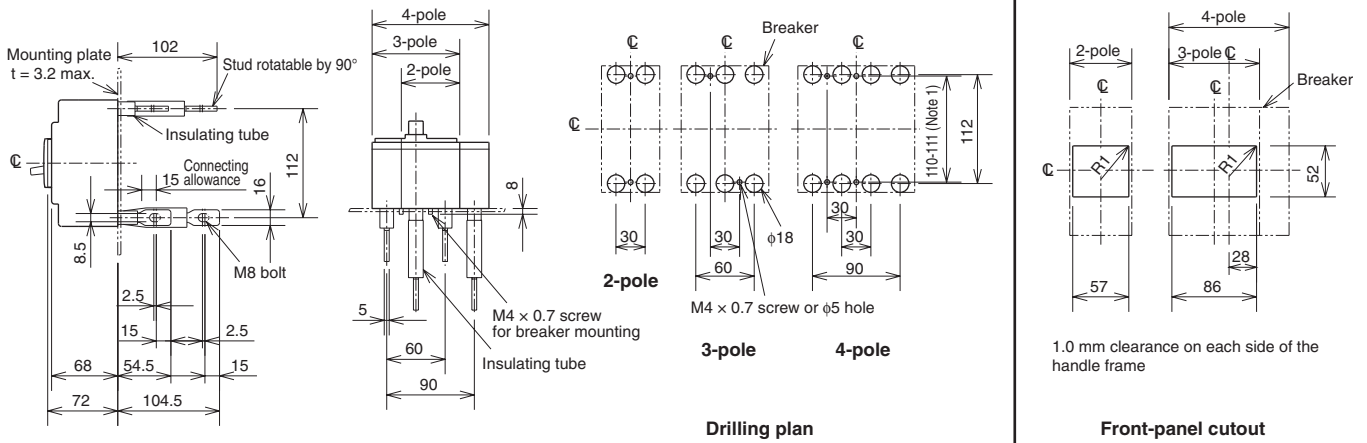 Mounting plate
t = 3.2 max.
102
Stud rotatable by 90°
Insulating tube
℄
Connecting
allowance
15
16
112
8.5
M8 bolt
2.5
15
2.5
68
54.5
15
72
104.5
4-pole
3-pole
2-pole
8
5
M4 × 0.7 screw
for breaker mounting
60
Insulating tube
90
Breaker
℄
℄
℄
℄
110-111 (Note 1)
112
30
30
30
φ18
60
90
2-pole
M4 × 0.7 screw or φ5 hole
3-pole
4-pole
Drilling plan
4-pole
2-pole
3-pole
℄
℄
℄
Breaker
℄
R1
R1
52
28
57
86
1.0 mm clearance on each side of the
handle frame
Front-panel cutout